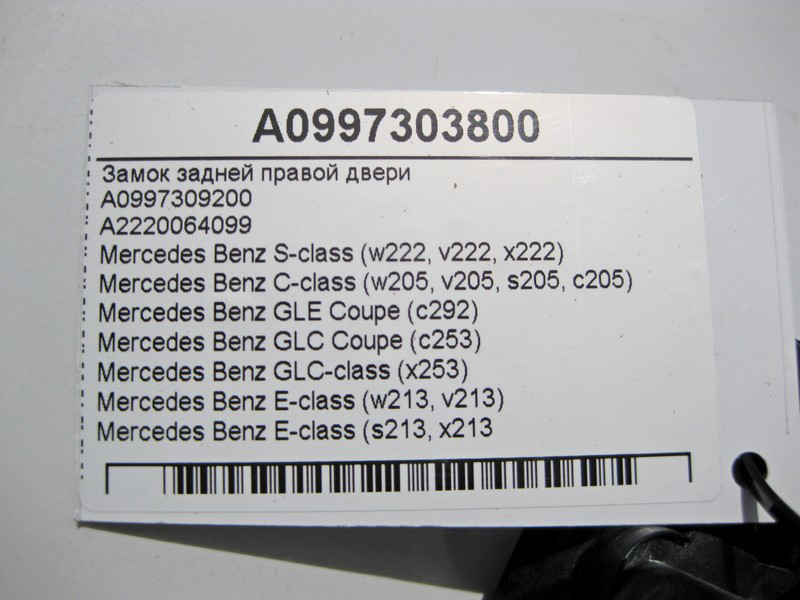 A0997303800
Замок задней правой двери
A0997309200
A2220064099
Mercedes Benz S-class (w222, v222, x222)
Mercedes Benz C-class (w205, v205, s205, c205)
Mercedes Benz GLE Coupe (c292)
Mercedes Benz GLC Coupe (c253)
Mercedes Benz GLC-class (x253)
Mercedes Benz E-class (w213, v213)
Mercedes Benz E-class (s213, x213